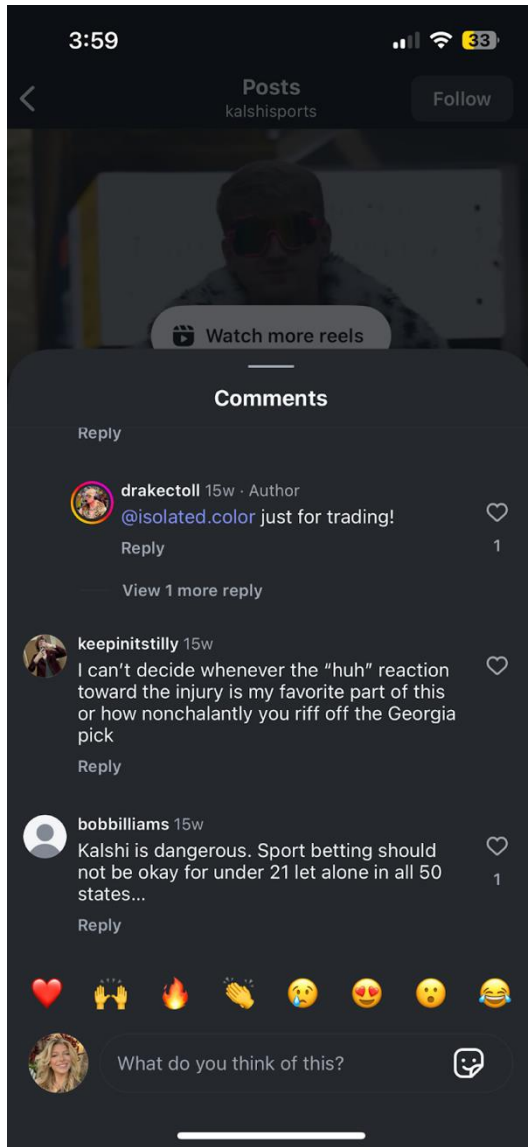 3:59
33
Posts
kalshisports
Follow
Watch more reels
Comments
Reply
drakectoll 15w · Author
@isolated.color just for trading!
Reply
1
View 1 more reply
keepinitstilly 15w
I can't decide whenever the “huh” reaction
toward the injury is my favorite part of this
or how nonchalantly you riff off the Georgia
pick
Reply
bobbilliams 15w
Kalshi is dangerous. Sport betting should
not be okay for under 21 let alone in all 50
states...
1
Reply
What do you think of this?